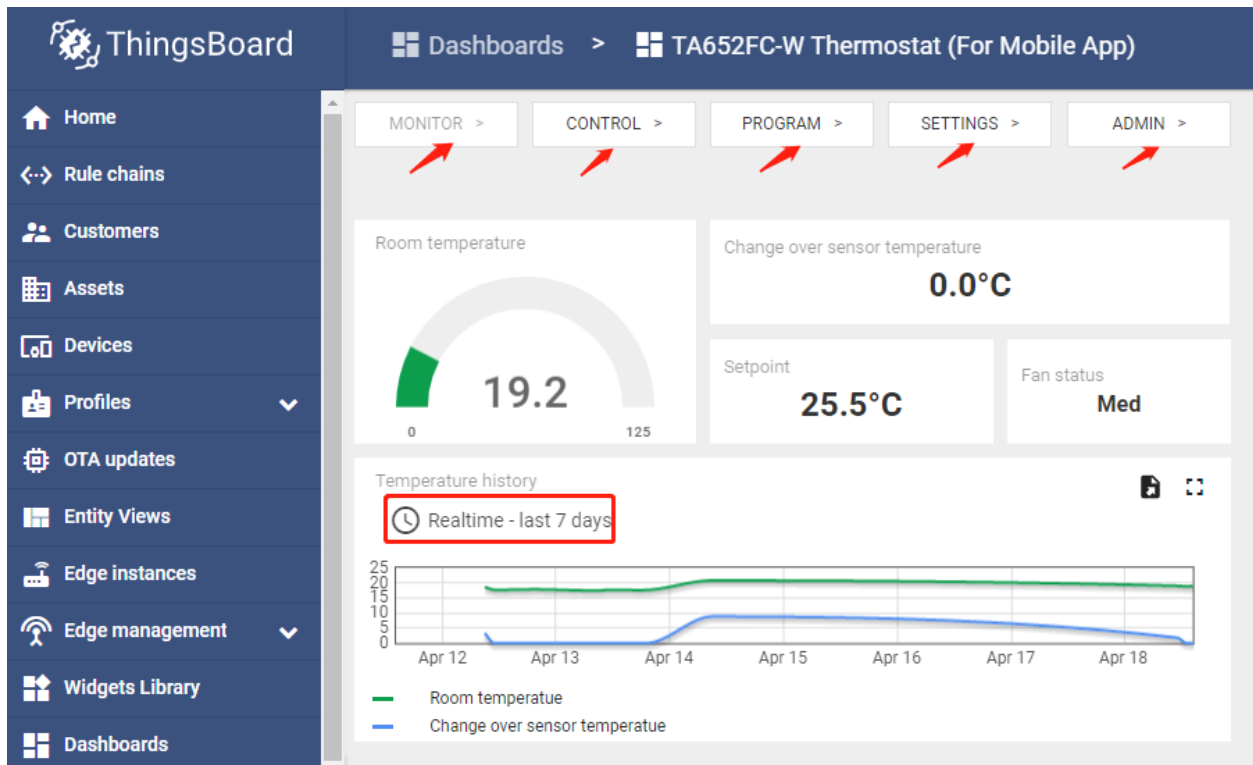 ThingsBoard
Dashboards > TA652FC-W Thermostat (For Mobile App)
Home
Rule chains
Customers
Assets
Devices
Profiles
OTA updates
Entity Views
Edge instances
Edge management
Widgets Library
Dashboards
MONITOR > CONTROL > PROGRAM > SETTINGS > ADMIN >
Room temperature
19.2
0 125
Change over sensor temperature
0.0°C
Setpoint
25.5°C
Fan status
Med
Temperature history
Realtime - last 7 days
25
20
15
10
5
0
Apr 12 Apr 13 Apr 14 Apr 15 Apr 16 Apr 17 Apr 18
Room temperatue
Change over sensor temperatue